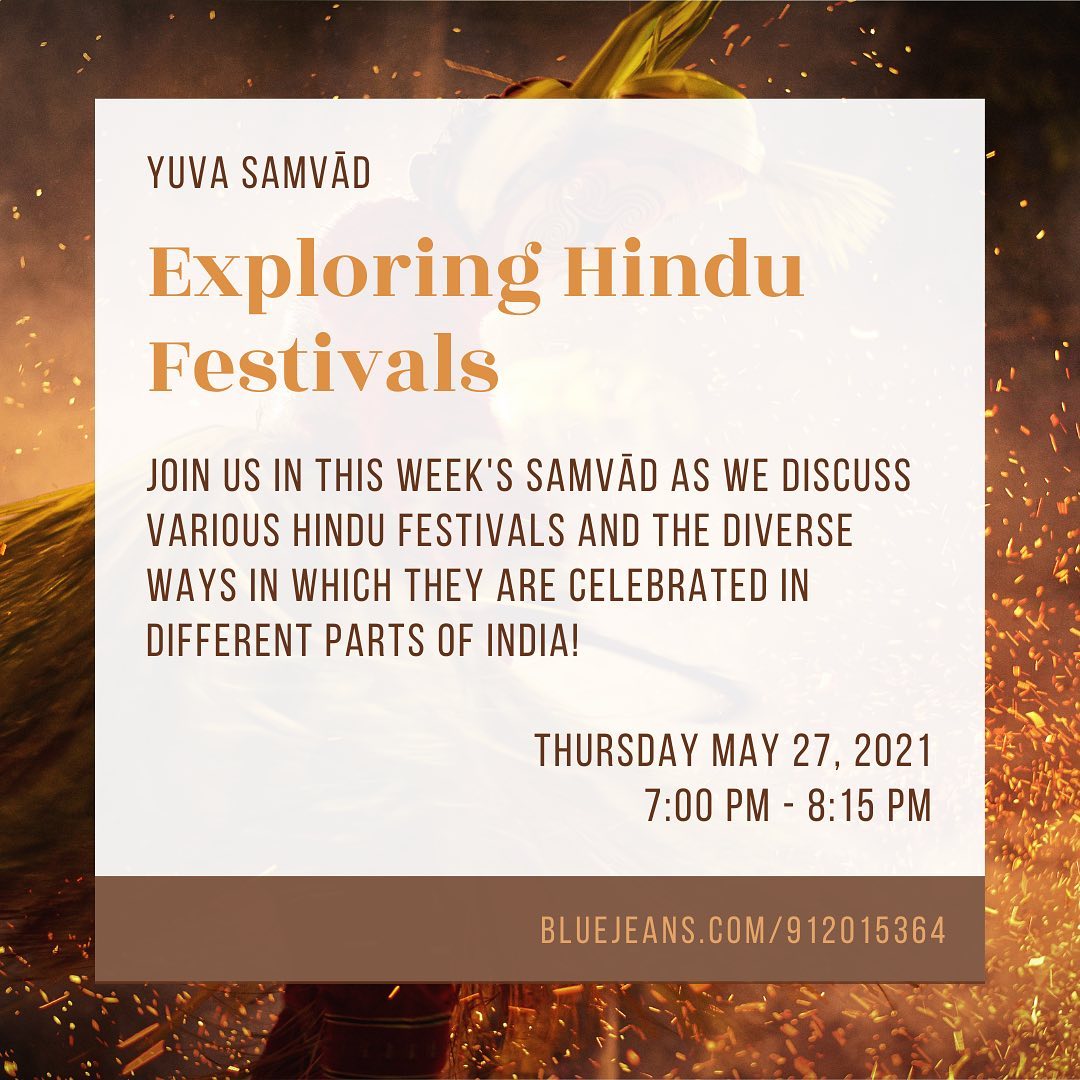 YUVA SAMVĀD
Exploring Hindu
Festivals
JOIN US IN THIS WEEK'S SAMVĀD AS WE DISCUSS
VARIOUS HINDU FESTIVALS AND THE DIVERSE
WAYS IN WHICH THEY ARE CELEBRATED IN
DIFFERENT PARTS OF INDIA!
THURSDAY MAY 27, 2021
7:00 PM - 8:15 PM
BLUEJEANS.COM/912015364